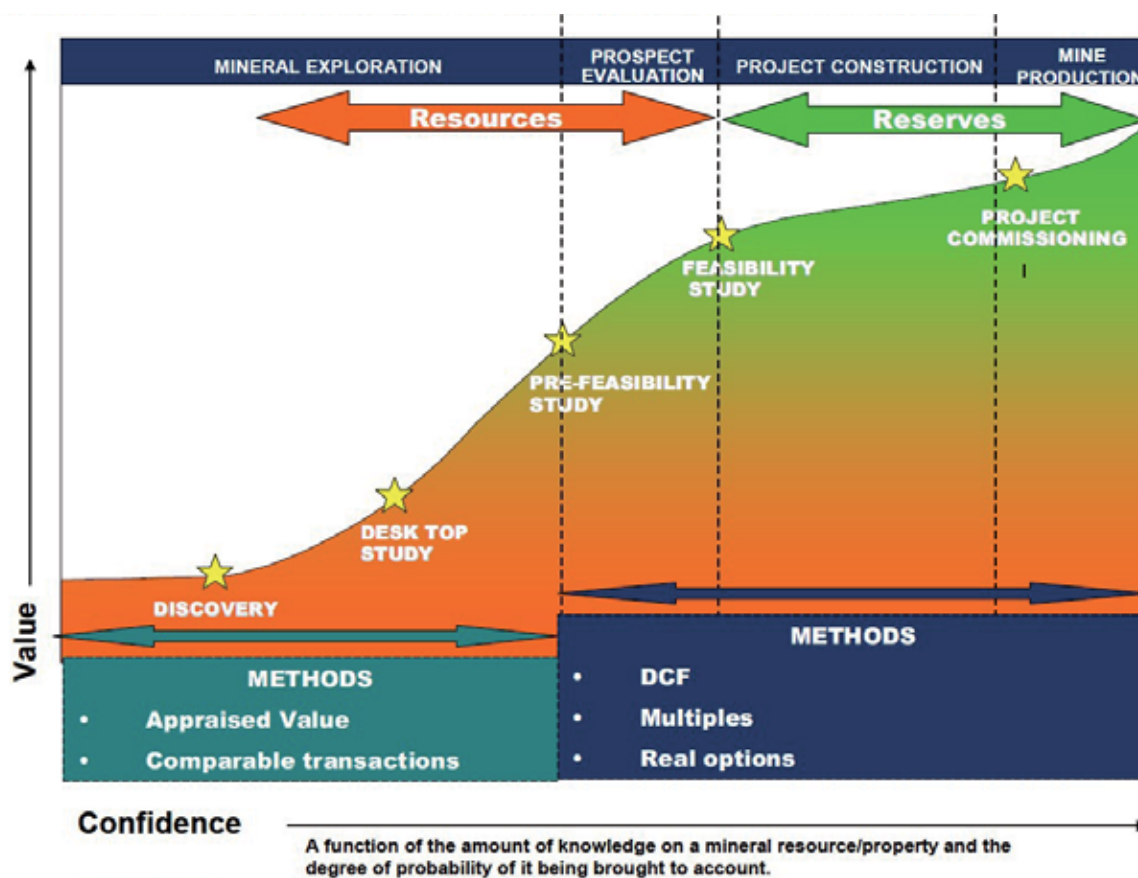 MINERAL EXPLORATION
PROSPECT
EVALUATION
PROJECT CONSTRUCTION
MINE
PRODUCTION
Resources
Reserves
PROJECT
COMMISSIONING
FEASIBILITY
STUDY
PRE-FEASIBILITY
STUDY
DESK TOP
STUDY
DISCOVERY
Value
METHODS
• Appraised Value
• Comparable transactions
METHODS
• DCF
• Multiples
• Real options
Confidence
A function of the amount of knowledge on a mineral resource/property and the
degree of probability of it being brought to account.